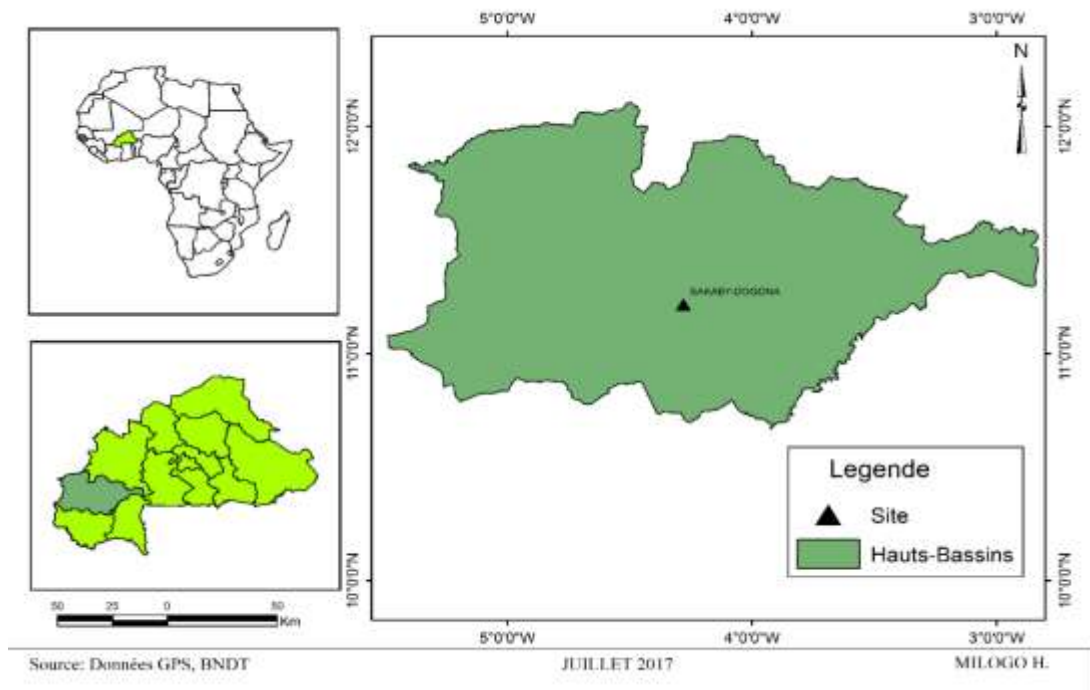 5°0'0"W 4°0'0"W 3°0'0"W
N
12°0'0"N 12°0'0"N
11°0'0"N 11°0'0"N
10°0'0"N 10°0'0"N
Legende
Site
Hauts-Bassins
50 25 0 50
Km
5°0'0"W 4°0'0"W 3°0'0"W
Source: Données GPS, BNDT JUILLET 2017 MILOGO H.